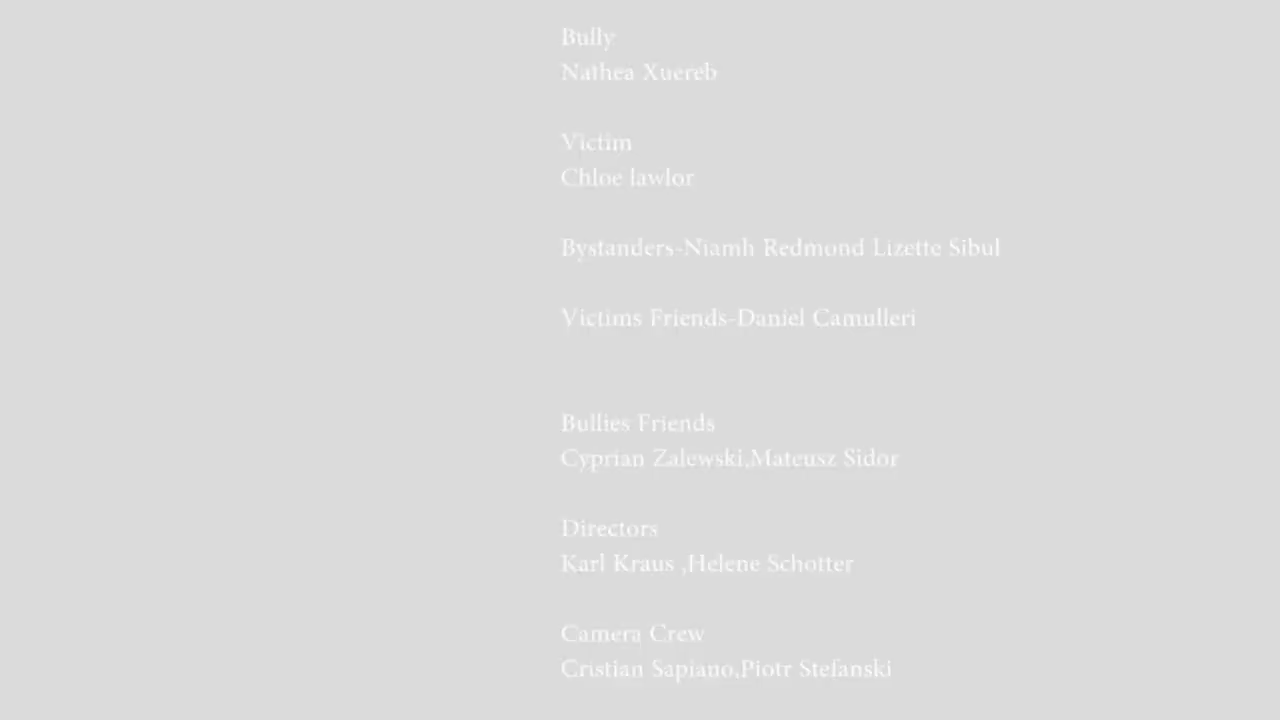 Bully
Nathea Xuereb
Victim
Chloe lawlor
Bystanders-Niamh Redmond Lizette Sibul
Victims Friends-Daniel Camulleri
Bullies Friends
Cyprian Zalewski,Mateusz Sidor
Directors
Karl Kraus ,Helene Schotter
Camera Crew
Cristian Sapiano,Piotr Stefanski